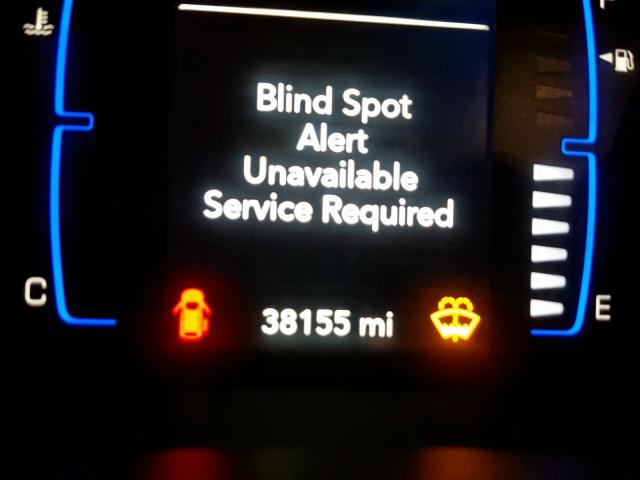 F
Blind Spot
Alert
Unavailable
Service Required
C
38155 mi
E